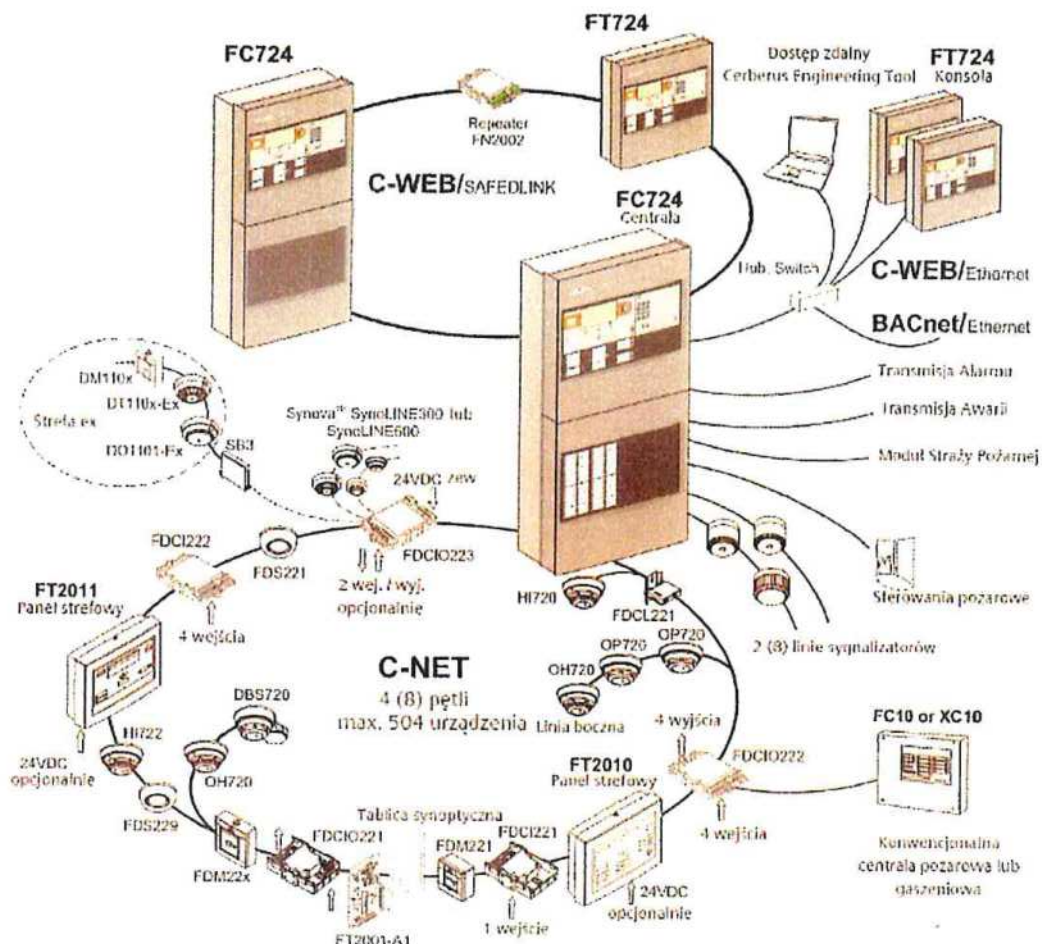 FC724
FT724
Dostęp zdalny
Cerberus Engineering Tool
FT724
Konsola
Repeater
FN2002
C-WEB/SAFEDLINK
FC724
Centrala
Hub, Switch
C-WEB/Ethernet
BACnet/Ethernet
Transmisja Alarmu
Transmisja Awarii
Moduł Straży Pożarnej
DM110x
DT110x-Ex
Strefa ex
DO1101-Ex
SB3
Synova™ SynoLINE300 lub
SynoLINE600
24VDC zew
FDCI222
FDS221
FDCIO223
2 wej. / wyj.
opcjonalnie
HI720
FDCL221
Sterowania pożarowe
2 (8) linie sygnalizatorów
FT2011
Panel strefowy
4 wejścia
OP720
OP720
OH720
Linia boczna
C-NET
4 (8) pętli
max. 504 urządzenia
DBS720
4 wyjścia
FDCIO222
FC10 or XC10
24VDC
opcjonalnie
HI722
OH720
FT2010
Panel strefowy
4 wejścia
FDS229
Tablica synoptyczna
FDCIO221
FDM221
FDCI221
FDM22x
Konwencjonalna
centrala pożarowa lub
gaszeniowa
24VDC
opcjonalnie
1 wejście
FT2001-A1